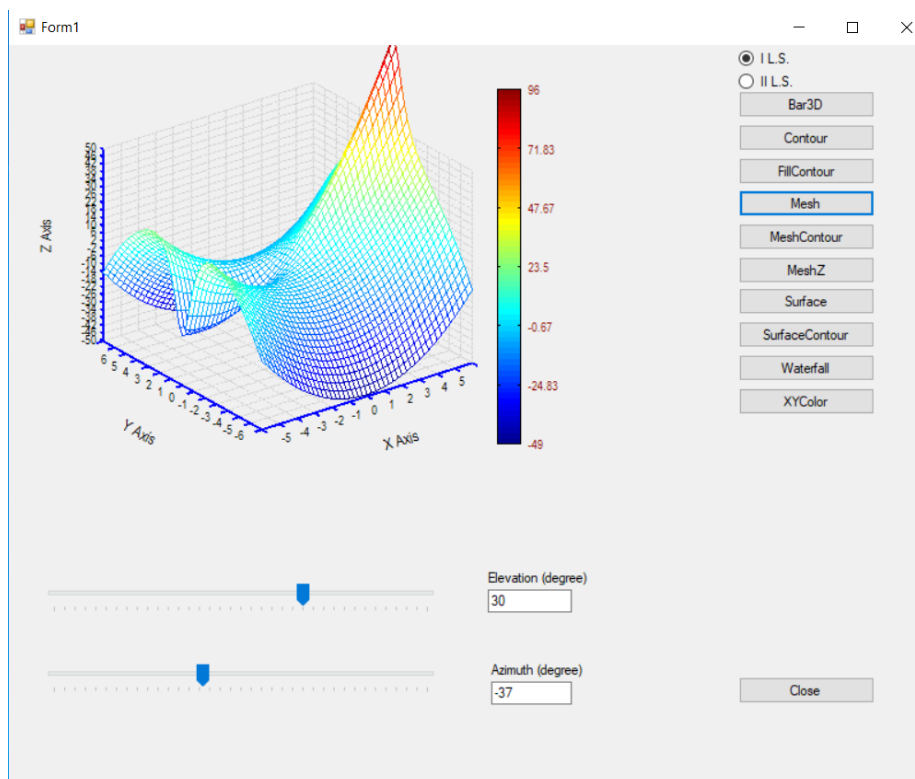 Form1
I L.S.
II L.S.
Bar3D
Contour
FillContour
Mesh
MeshContour
MeshZ
Surface
SurfaceContour
Waterfall
XYColor
96
71.83
47.67
23.5
-0.67
-24.83
-49
Z Axis
50
-50
6 5 4 3 2 1 0 -1 -2 -3 -4 -5 -6
Y Axis
-5 -4 -3 -2 -1 0 1 2 3 4 5
X Axis
Elevation (degree)
30
Azimuth (degree)
-37
Close